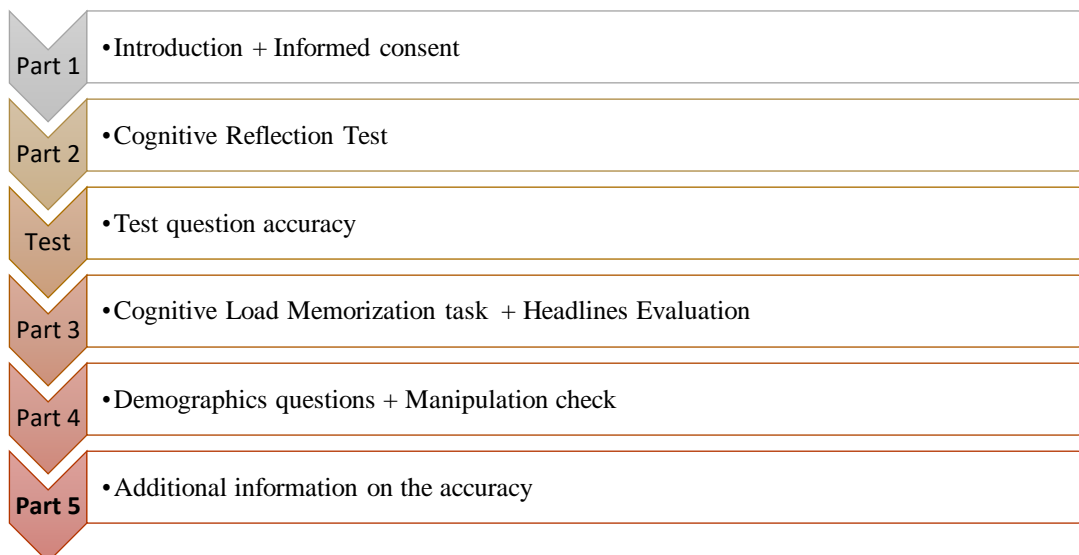 Part 1
•Introduction + Informed consent
Part 2
•Cognitive Reflection Test
Test
•Test question accuracy
Part 3
•Cognitive Load Memorization task + Headlines Evaluation
Part 4
•Demographics questions + Manipulation check
Part 5
•Additional information on the accuracy